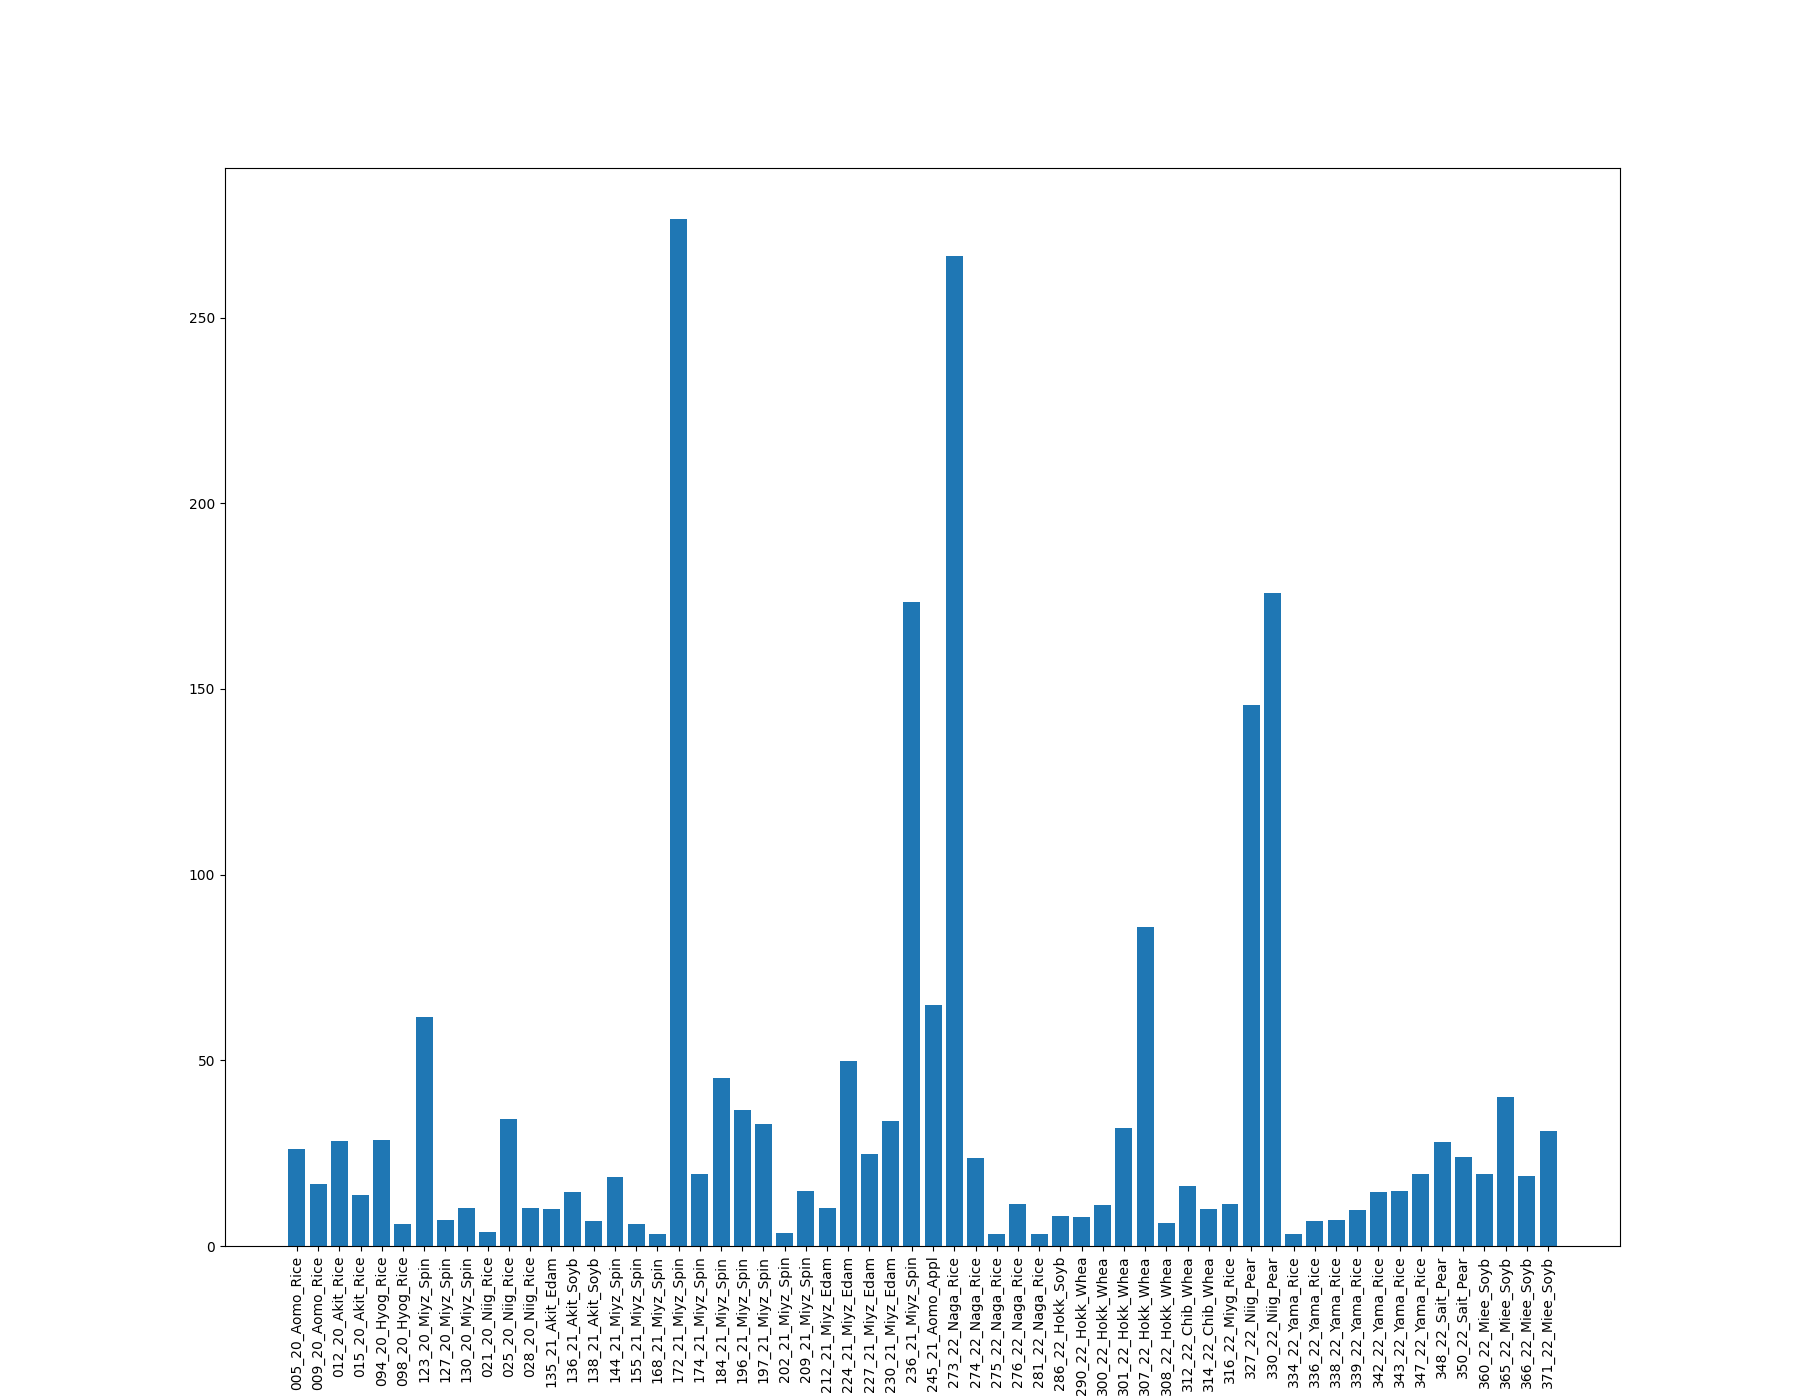 250
200
150
100
50
0
005_20_Aomo_Rice
009_20_Aomo_Rice
012_20_Akit_Rice
015_20_Akit_Rice
094_20_Hyog_Rice
098_20_Hyog_Rice
123_20_Miyz_Spin
127_20_Miyz_Spin
130_20_Miyz_Spin
021_20_Niig_Rice
025_20_Niig_Rice
028_20_Niig_Rice
135_21_Akit_Edam
136_21_Akit_Soyb
138_21_Akit_Soyb
144_21_Miyz_Spin
155_21_Miyz_Spin
168_21_Miyz_Spin
172_21_Miyz_Spin
174_21_Miyz_Spin
184_21_Miyz_Spin
196_21_Miyz_Spin
197_21_Miyz_Spin
202_21_Miyz_Spin
209_21_Miyz_Spin
212_21_Miyz_Edam
224_21_Miyz_Edam
227_21_Miyz_Edam
230_21_Miyz_Edam
236_21_Miyz_Spin
245_21_Aomo_Appl
273_22_Naga_Rice
274_22_Naga_Rice
275_22_Naga_Rice
276_22_Naga_Rice
281_22_Naga_Rice
286_22_Hokk_Soyb
290_22_Hokk_Whea
300_22_Hokk_Whea
301_22_Hokk_Whea
307_22_Hokk_Whea
308_22_Hokk_Whea
312_22_Chib_Whea
314_22_Chib_Whea
316_22_Miyg_Rice
327_22_Niig_Pear
330_22_Niig_Pear
334_22_Yama_Rice
336_22_Yama_Rice
338_22_Yama_Rice
339_22_Yama_Rice
342_22_Yama_Rice
343_22_Yama_Rice
347_22_Yama_Rice
348_22_Sait_Pear
350_22_Sait_Pear
360_22_Miee_Soyb
365_22_Miee_Soyb
366_22_Miee_Soyb
371_22_Miee_Soyb